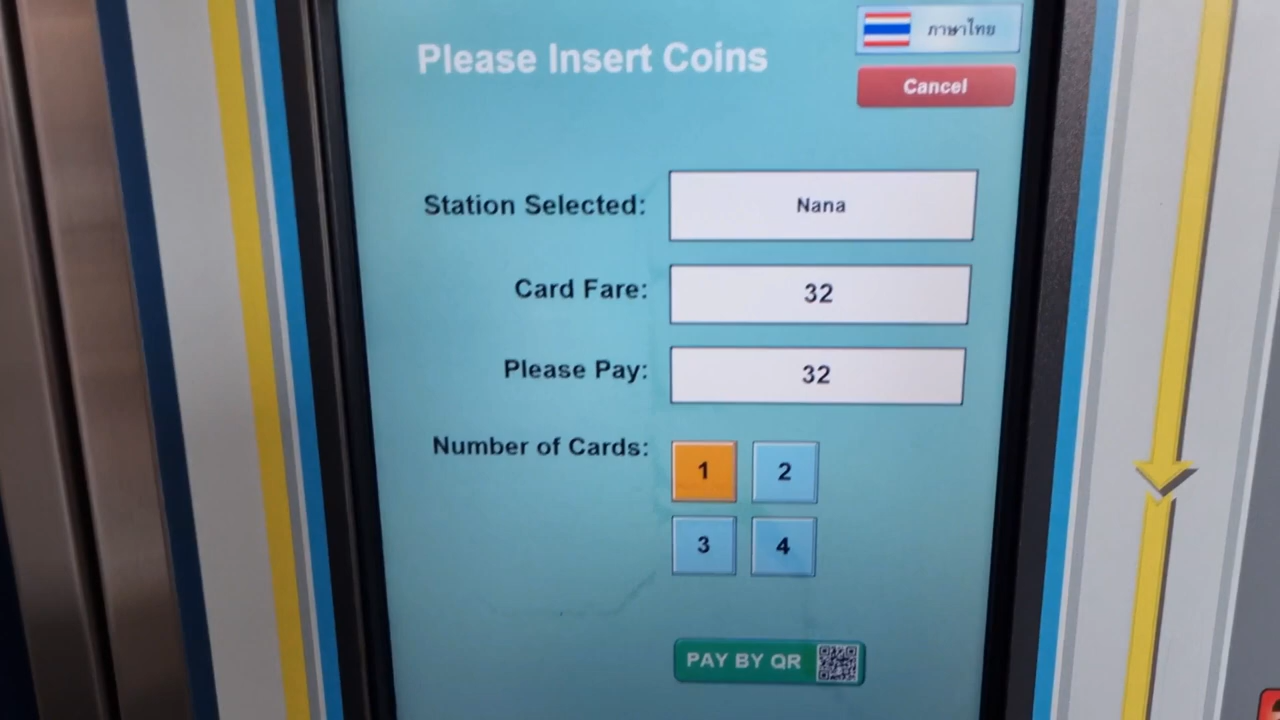 ภาษาไทย
Please Insert Coins
Cancel
Station Selected: Nana
Card Fare: 32
Please Pay: 32
Number of Cards: 1 2
3 4
PAY BY QR